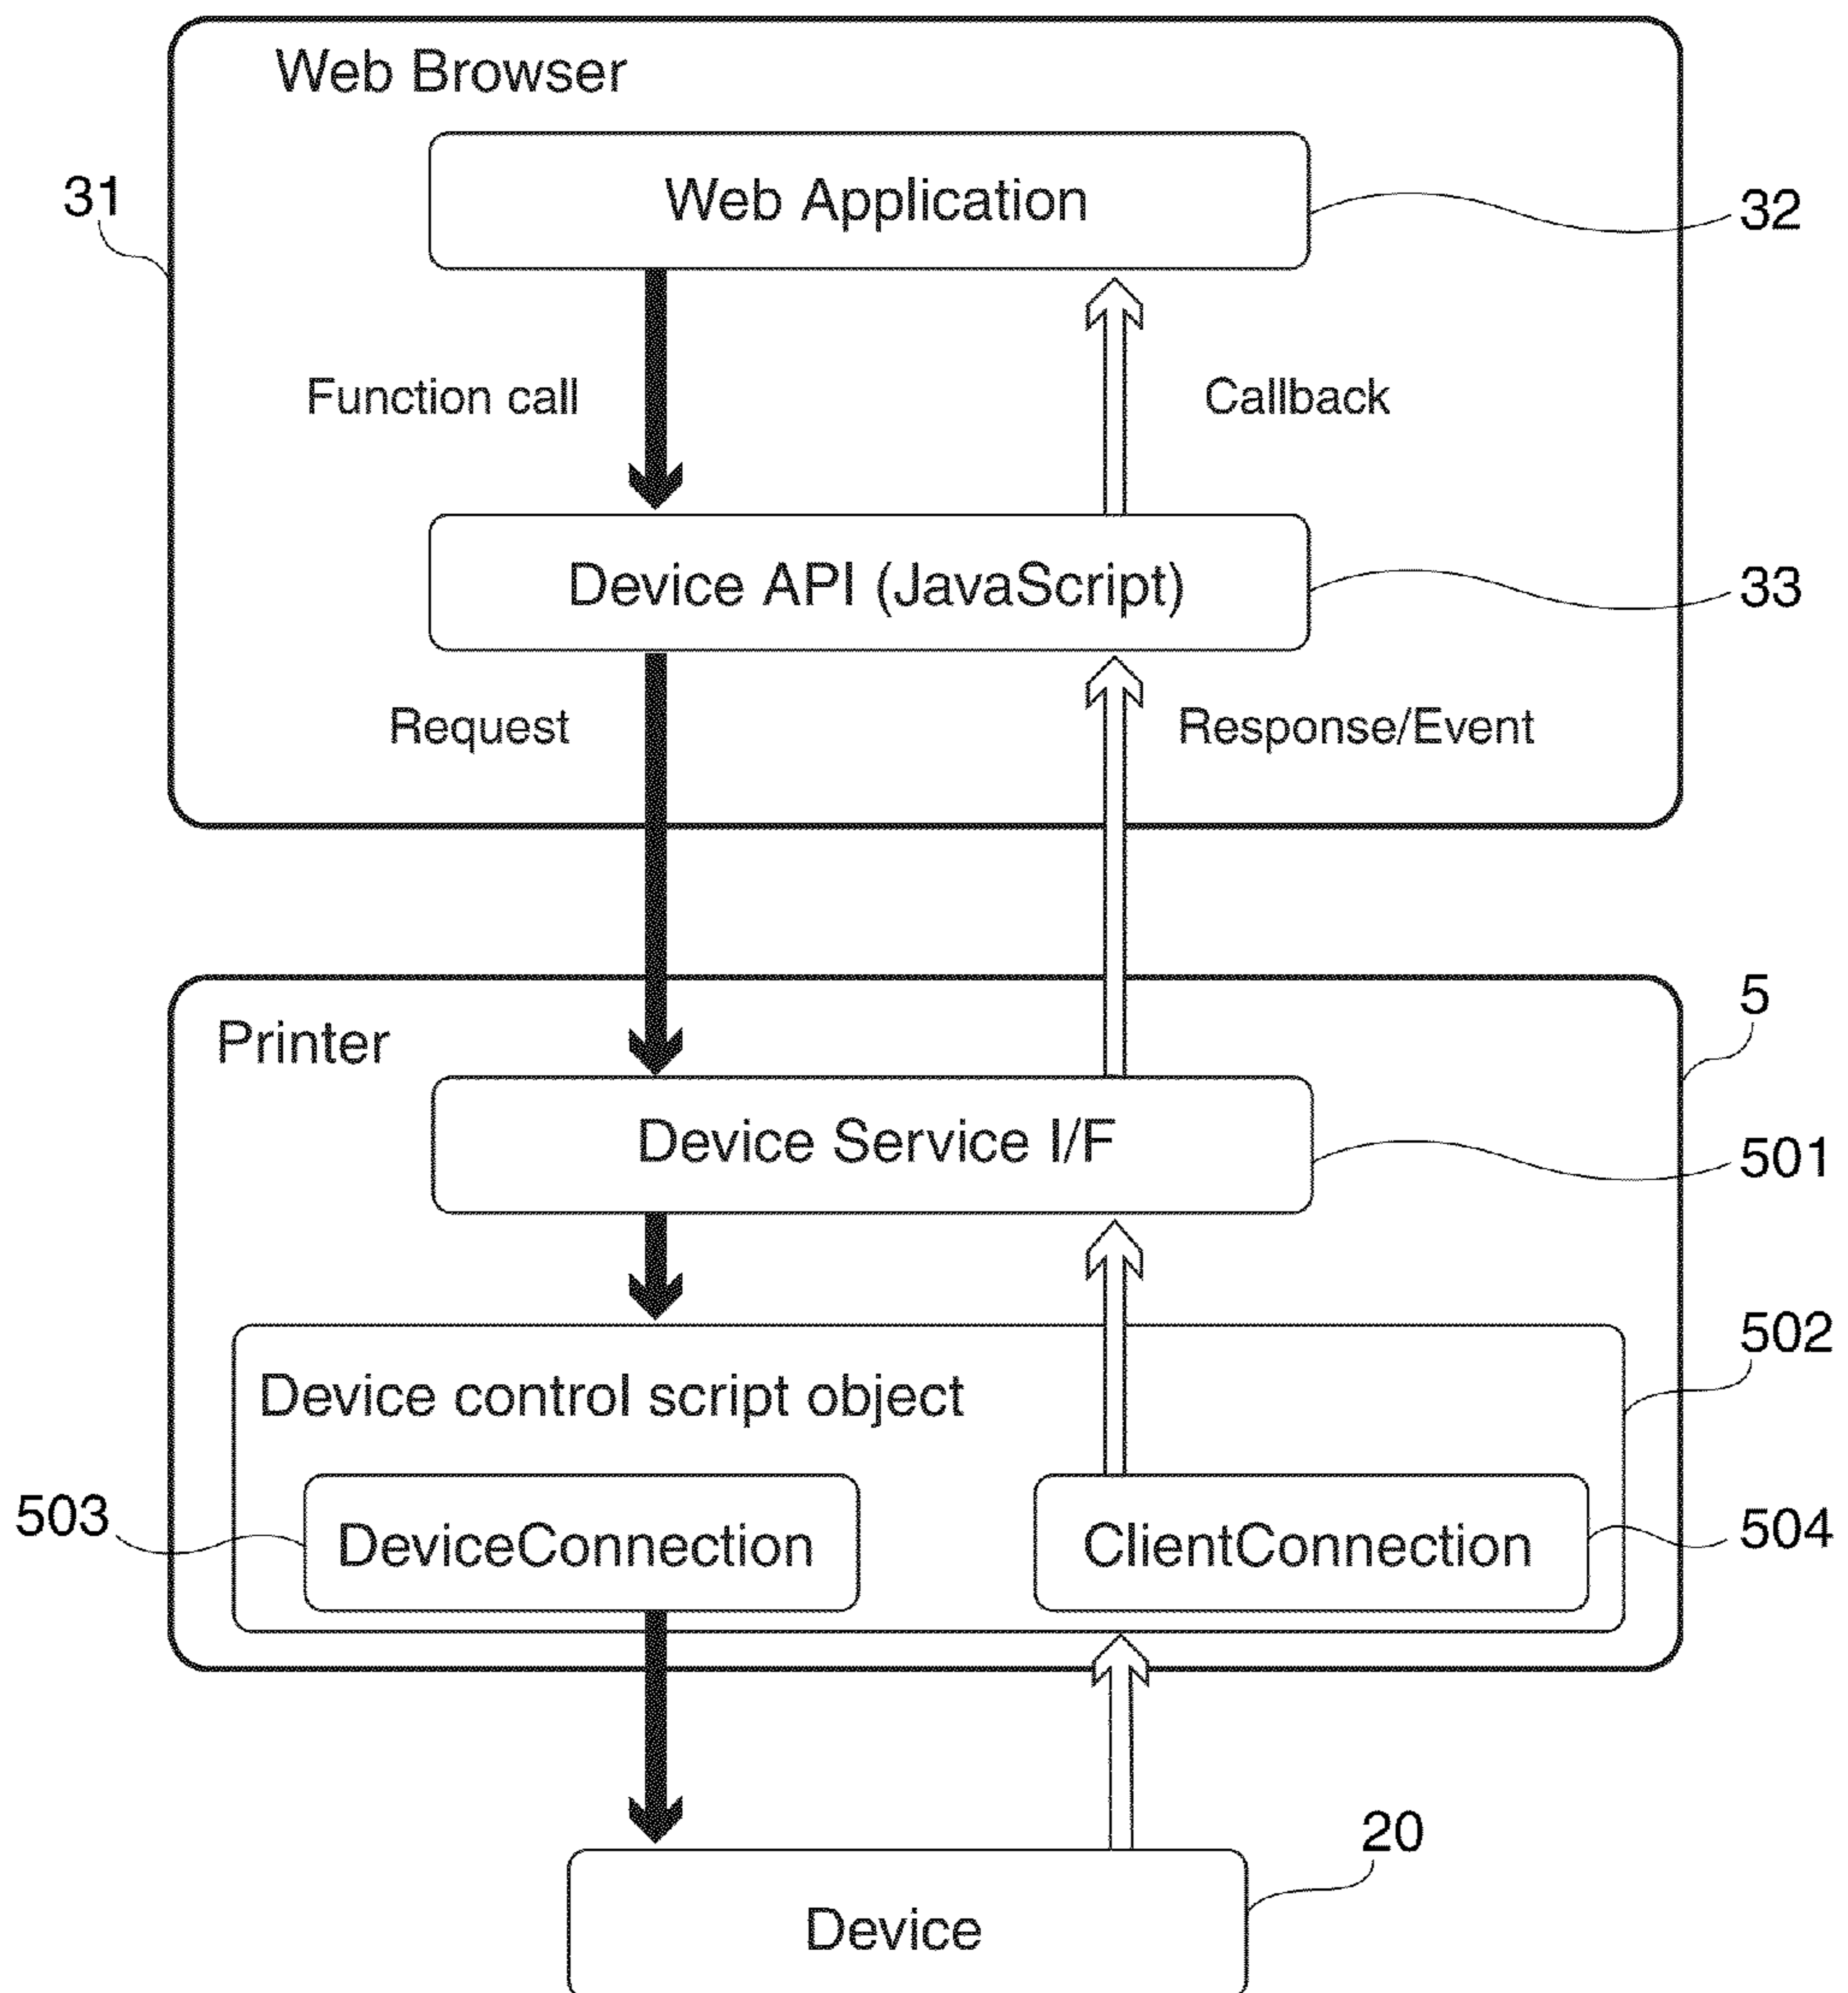 Web Browser
31
Web Application
32
Function call
Callback
Device API (JavaScript)
33
Request
Response/Event
5
Printer
Device Service I/F
501
502
Device control script object
503
DeviceConnection
ClientConnection
504
20
Device